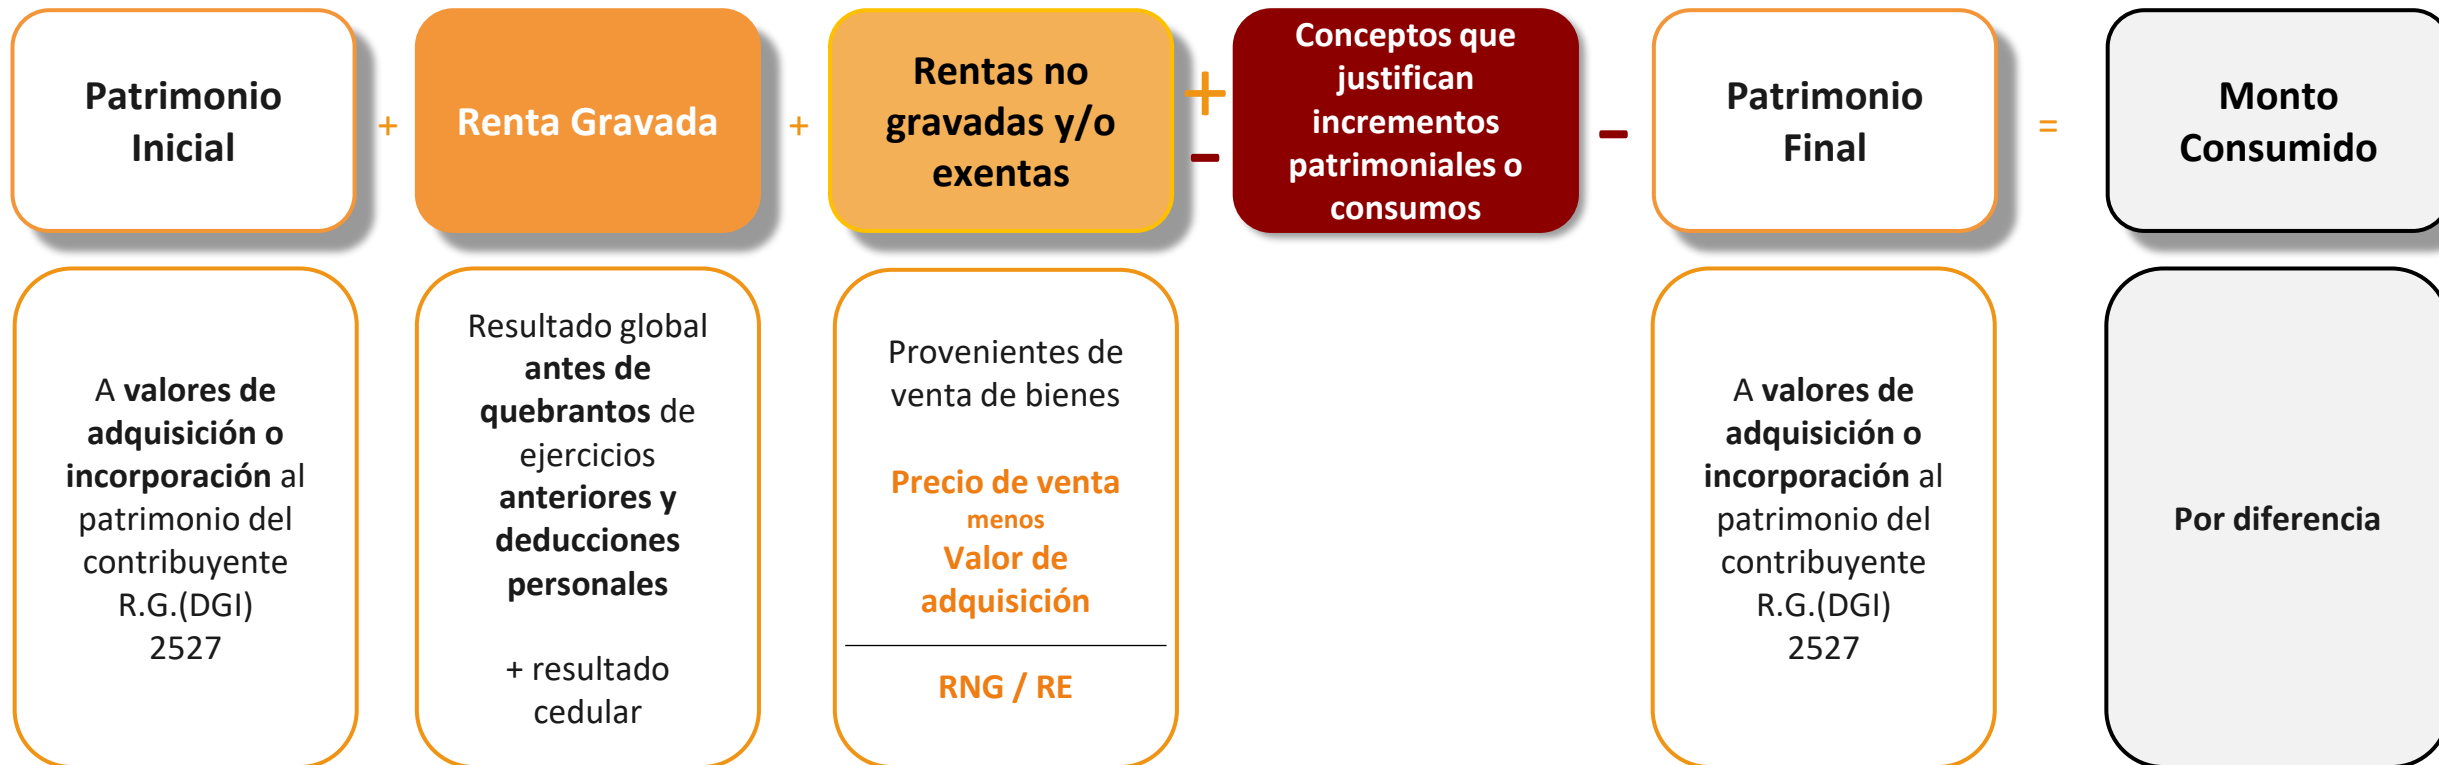 Patrimonio
Inicial
+
Renta Gravada
+
Rentas no
gravadas y/o
exentas
+
-
Conceptos que
justifican
incrementos
patrimoniales o
consumos
-
Patrimonio
Final
=
Monto
Consumido
A valores de
adquisición o
incorporación al
patrimonio del
contribuyente
R.G.(DGI)
2527
Resultado global
antes de
quebrantos de
ejercicios
anteriores y
deducciones
personales
+ resultado
cedular
Provenientes de
venta de bienes
Precio de venta
menos
Valor de
adquisición
RNG / RE
A valores de
adquisición o
incorporación al
patrimonio del
contribuyente
R.G.(DGI)
2527
Por diferencia